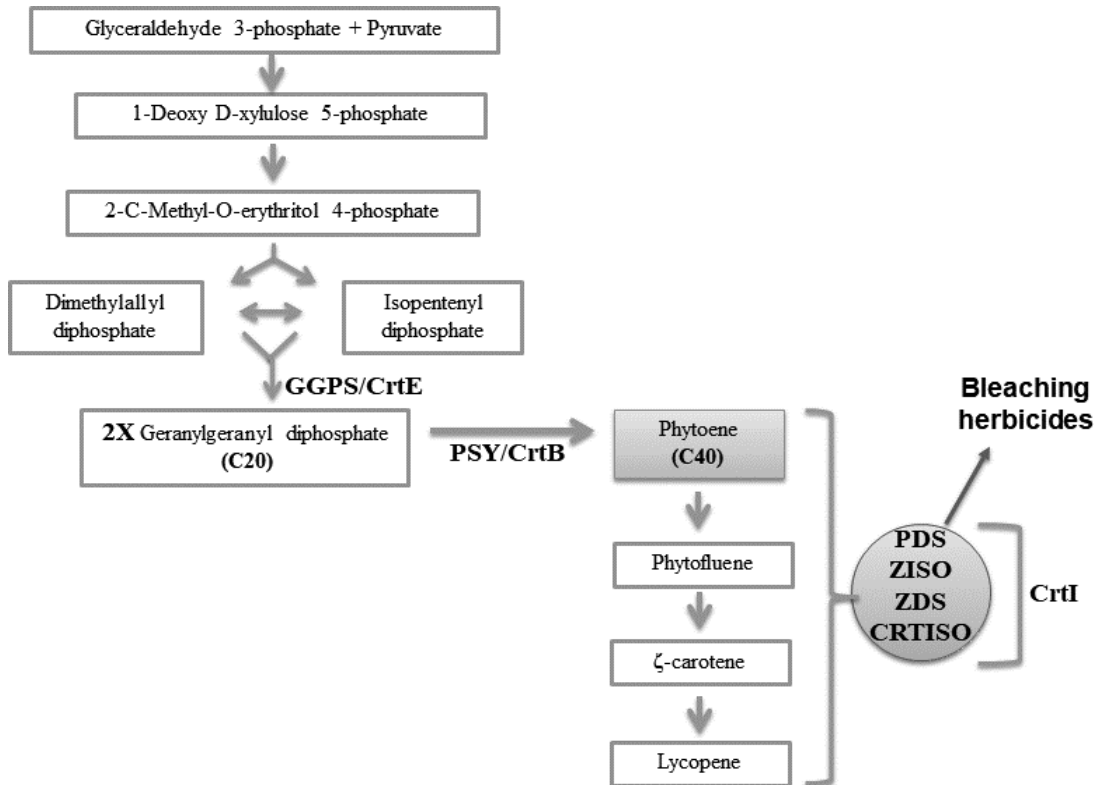 Glyceraldehyde 3-phosphate + Pyruvate
1-Deoxy D-xylulose 5-phosphate
2-C-Methyl-O-erythritol 4-phosphate
Dimethylallyl
diphosphate
Isopentenyl
diphosphate
GGPS/CrtE
2X Geranylgeranyl diphosphate
(C20)
PSY/CrtB
Phytoene
(C40)
Phytofluene
ζ-carotene
Lycopene
Bleaching
herbicides
PDS
ZISO
ZDS
CRTISO
CrtI